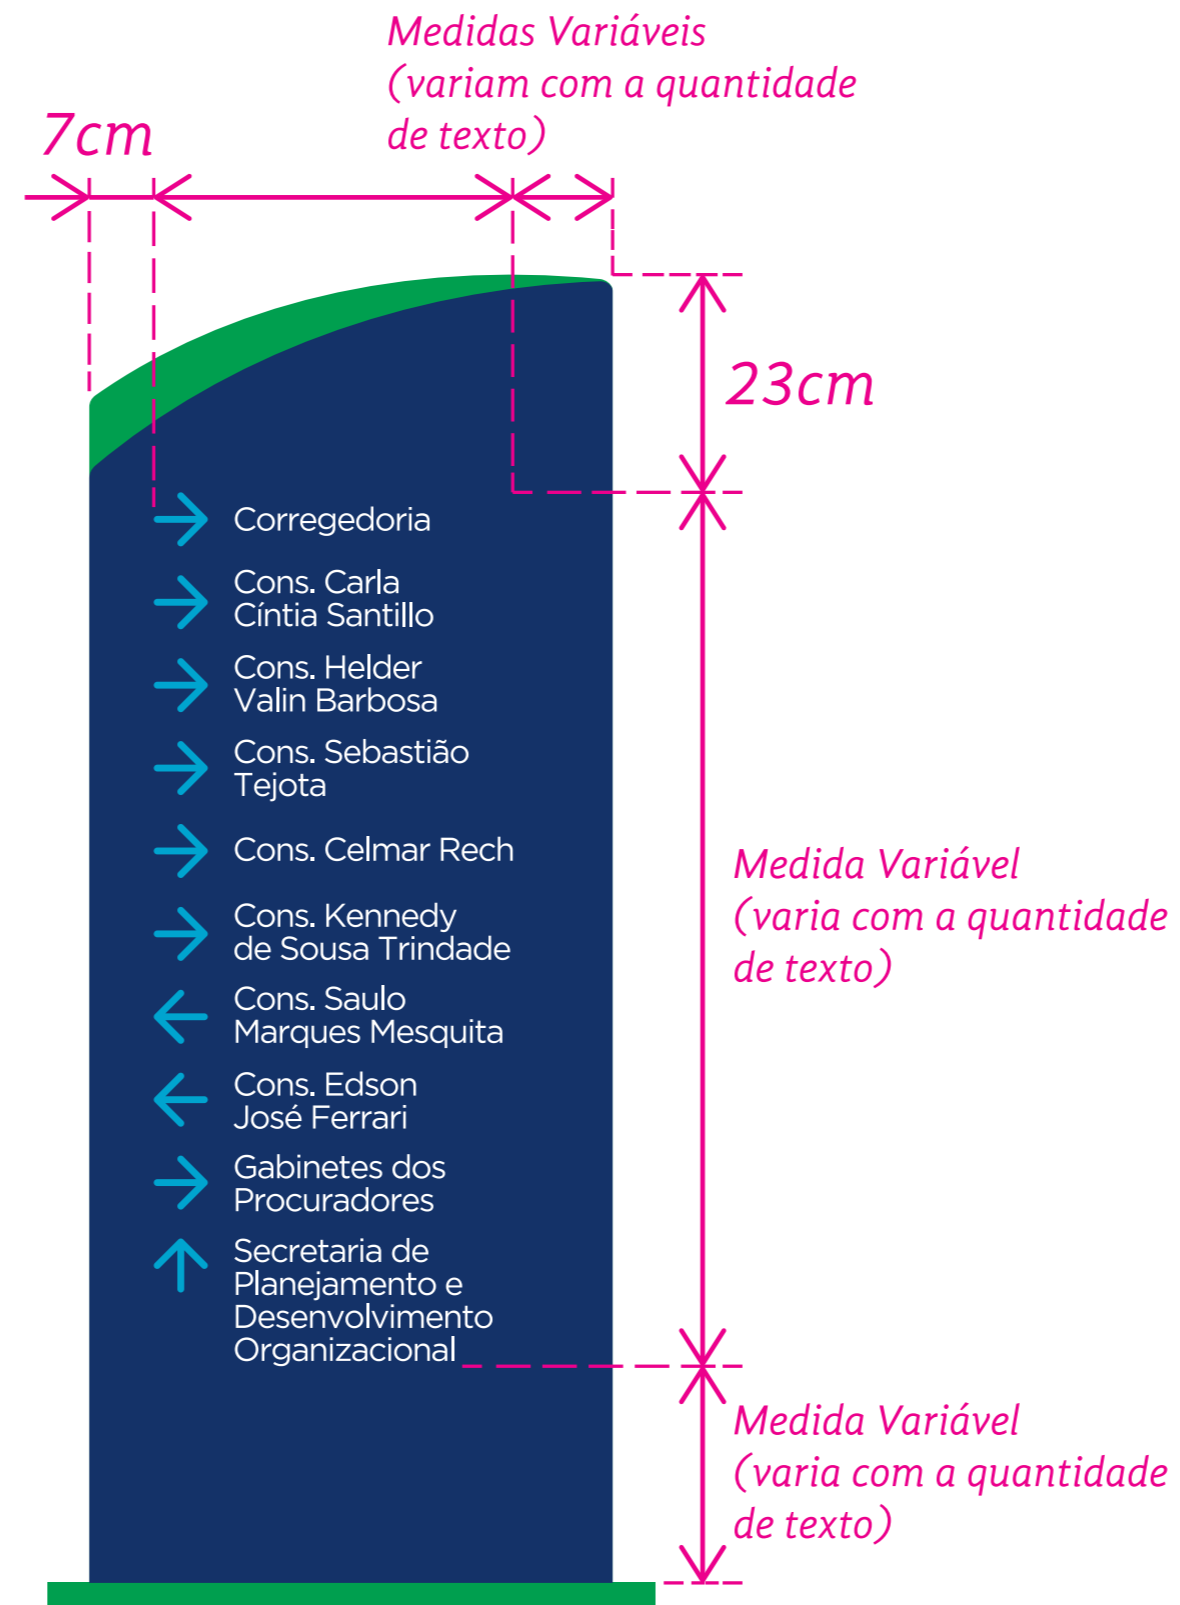 Medidas Variáveis
(variam com a quantidade
de texto)
7cm
23cm
Corregedoria
Cons. Carla
Cíntia Santillo
Cons. Helder
Valin Barbosa
Cons. Sebastião
Tejota
Cons. Celmar Rech
Cons. Kennedy
de Sousa Trindade
Cons. Saulo
Marques Mesquita
Cons. Edson
José Ferrari
Gabinetes dos
Procuradores
Secretaria de
Planejamento e
Desenvolvimento
Organizacional
Medida Variável
(varia com a quantidade
de texto)
Medida Variável
(varia com a quantidade
de texto)